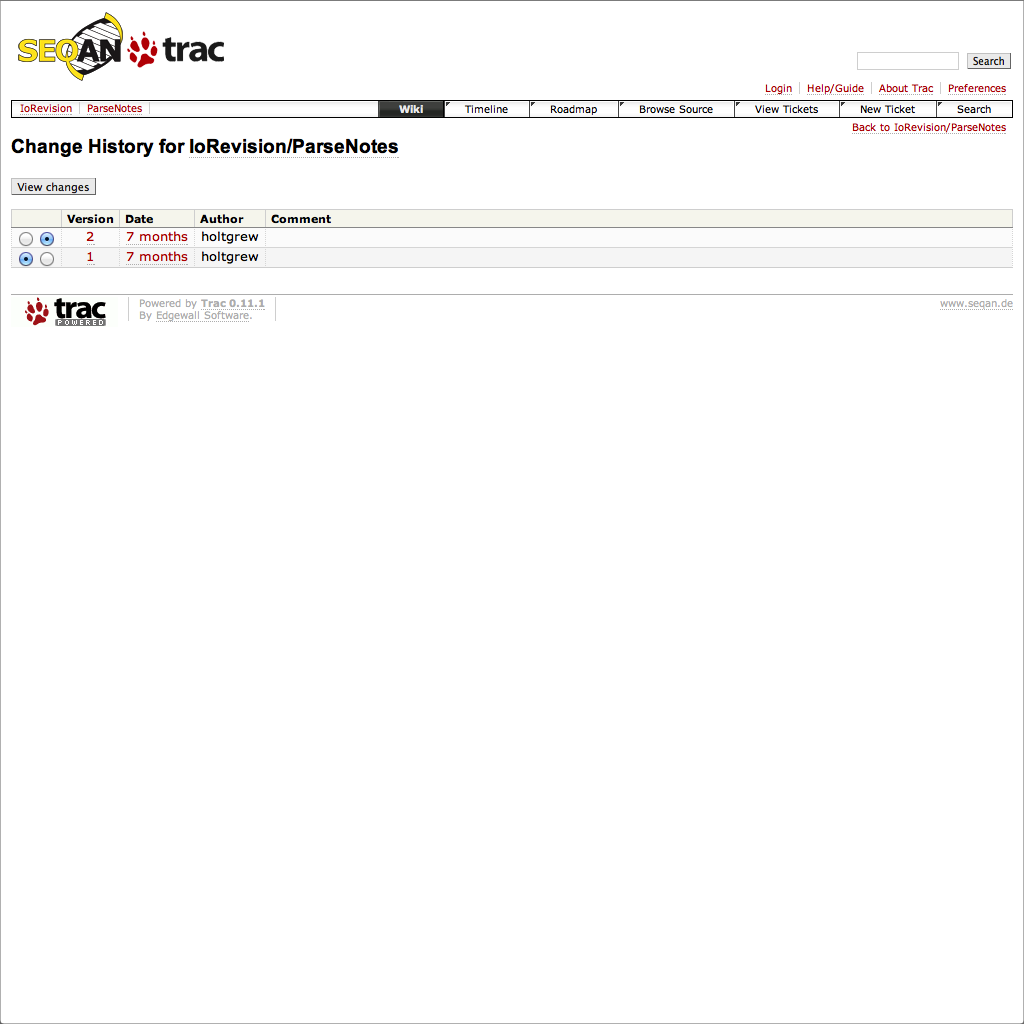 SEQAN trac
Search
Login Help/Guide About Trac Preferences
IoRevision ParseNotes Wiki Timeline Roadmap Browse Source View Tickets New Ticket Search
Back to IoRevision/ParseNotes
Change History for IoRevision/ParseNotes
View changes
Version Date Author Comment
2 7 months holtgrew
1 7 months holtgrew
trac POWERED
Powered by Trac 0.11.1
By Edgewall Software.
www.seqan.de